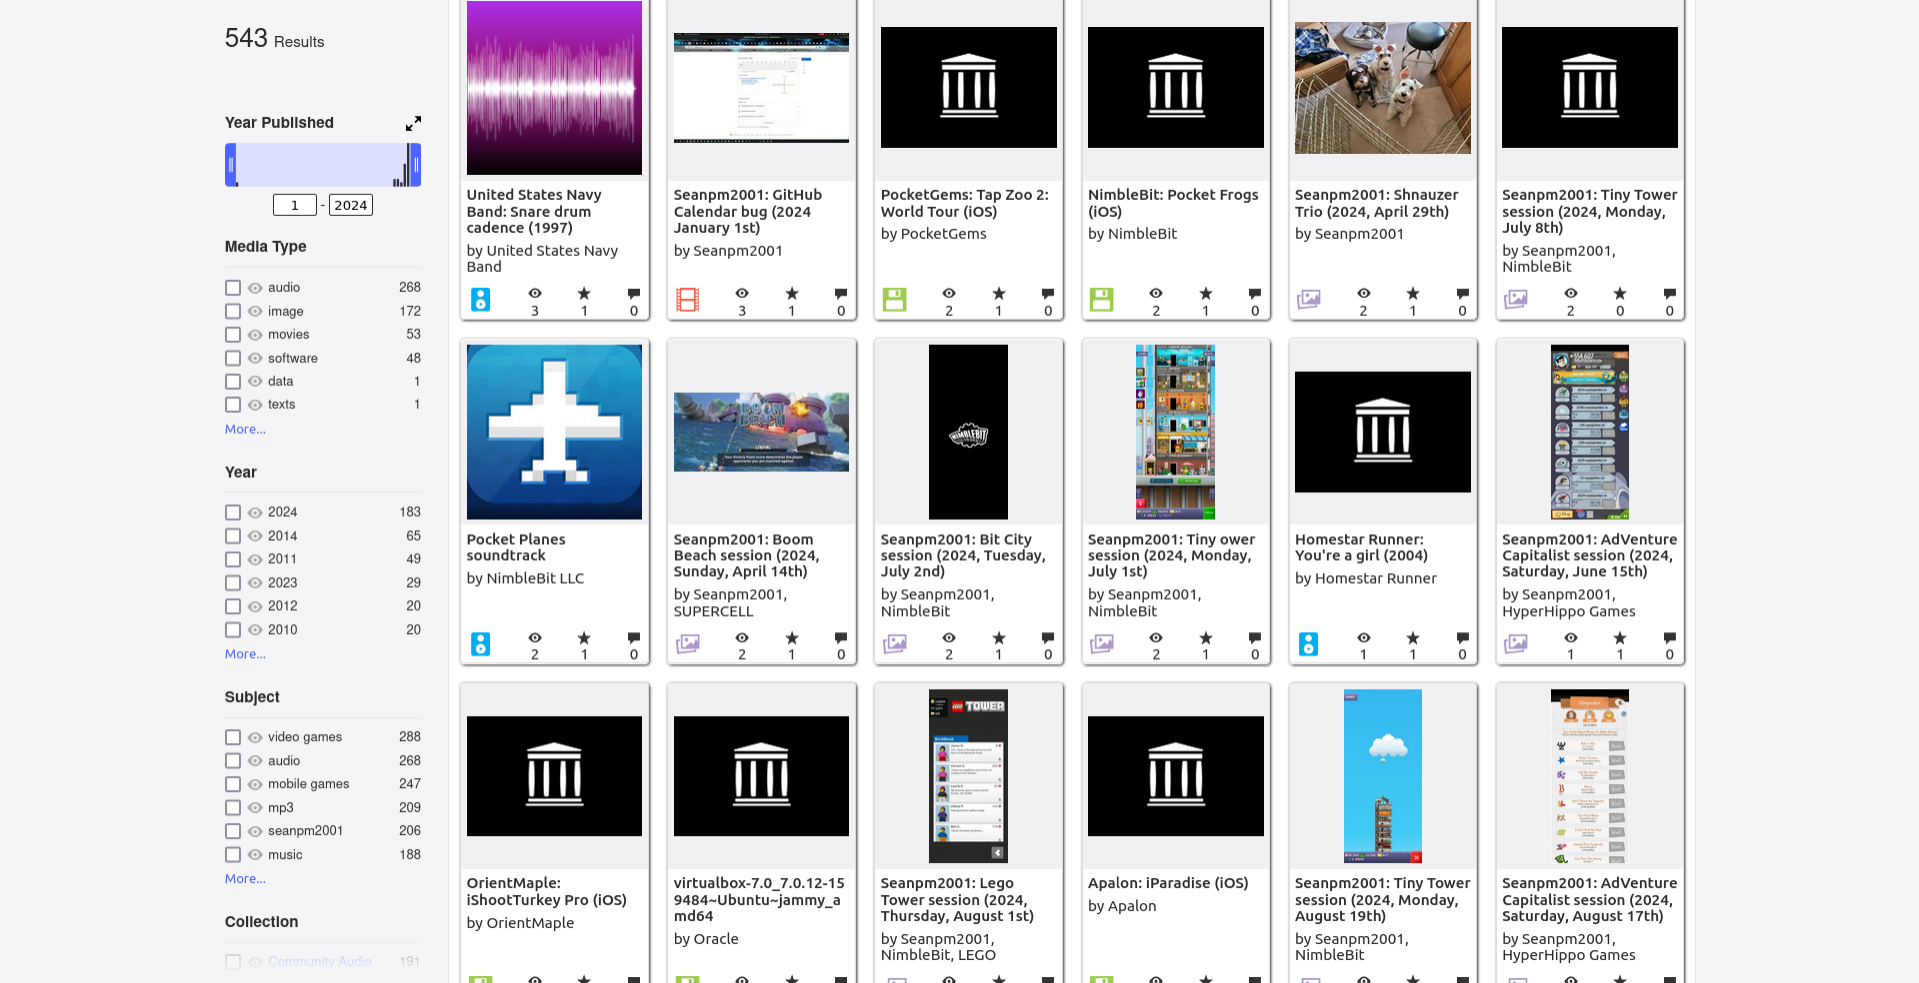 543 Results
Year Published
1 - 2024
Media Type
audio 268
image 172
movies 53
software 48
data 1
texts 1
More...
Year
2024 183
2014 65
2011 49
2023 29
2012 20
2010 20
More...
Subject
video games 288
audio 268
mobile games 247
mp3 209
seanpm2001 206
music 188
More...
Collection
Community Audio 191
United States Navy
Band: Snare drum
cadence (1997)
by United States Navy
Band
3 1 0
Seanpm2001: GitHub
Calendar bug (2024
January 1st)
by Seanpm2001
3 1 0
PocketGems: Tap Zoo 2:
World Tour (iOS)
by PocketGems
2 1 0
NimbleBit: Pocket Frogs
(iOS)
by NimbleBit
2 1 0
Seanpm2001: Shnauzer
Trio (2024, April 29th)
by Seanpm2001
2 1 0
Seanpm2001: Tiny Tower
session (2024, Monday,
July 8th)
by Seanpm2001,
NimbleBit
2 0 0
Pocket Planes
soundtrack
by NimbleBit LLC
2 1 0
BOOM
BEACH
Seanpm2001: Boom
Beach session (2024,
Sunday, April 14th)
by Seanpm2001,
SUPERCELL
2 1 0
NIMBLEBIT
Seanpm2001: Bit City
session (2024, Tuesday,
July 2nd)
by Seanpm2001,
NimbleBit
2 1 0
Seanpm2001: Tiny ower
session (2024, Monday,
July 1st)
by Seanpm2001,
NimbleBit
2 1 0
Homestar Runner:
You're a girl (2004)
by Homestar Runner
1 1 0
Seanpm2001: AdVenture
Capitalist session (2024,
Saturday, June 15th)
by Seanpm2001,
HyperHippo Games
1 1 0
OrientMaple:
iShootTurkey Pro (iOS)
by OrientMaple
virtualbox-7.0_7.0.12-15
9484~Ubuntu~jammy_a
md64
by Oracle
LEGO TOWER
Seanpm2001: Lego
Tower session (2024,
Thursday, August 1st)
by Seanpm2001,
NimbleBit, LEGO
Apalon: iParadise (iOS)
by Apalon
Seanpm2001: Tiny Tower
session (2024, Monday,
August 19th)
by Seanpm2001,
NimbleBit
Seanpm2001: AdVenture
Capitalist session (2024,
Saturday, August 17th)
by Seanpm2001,
HyperHippo Games